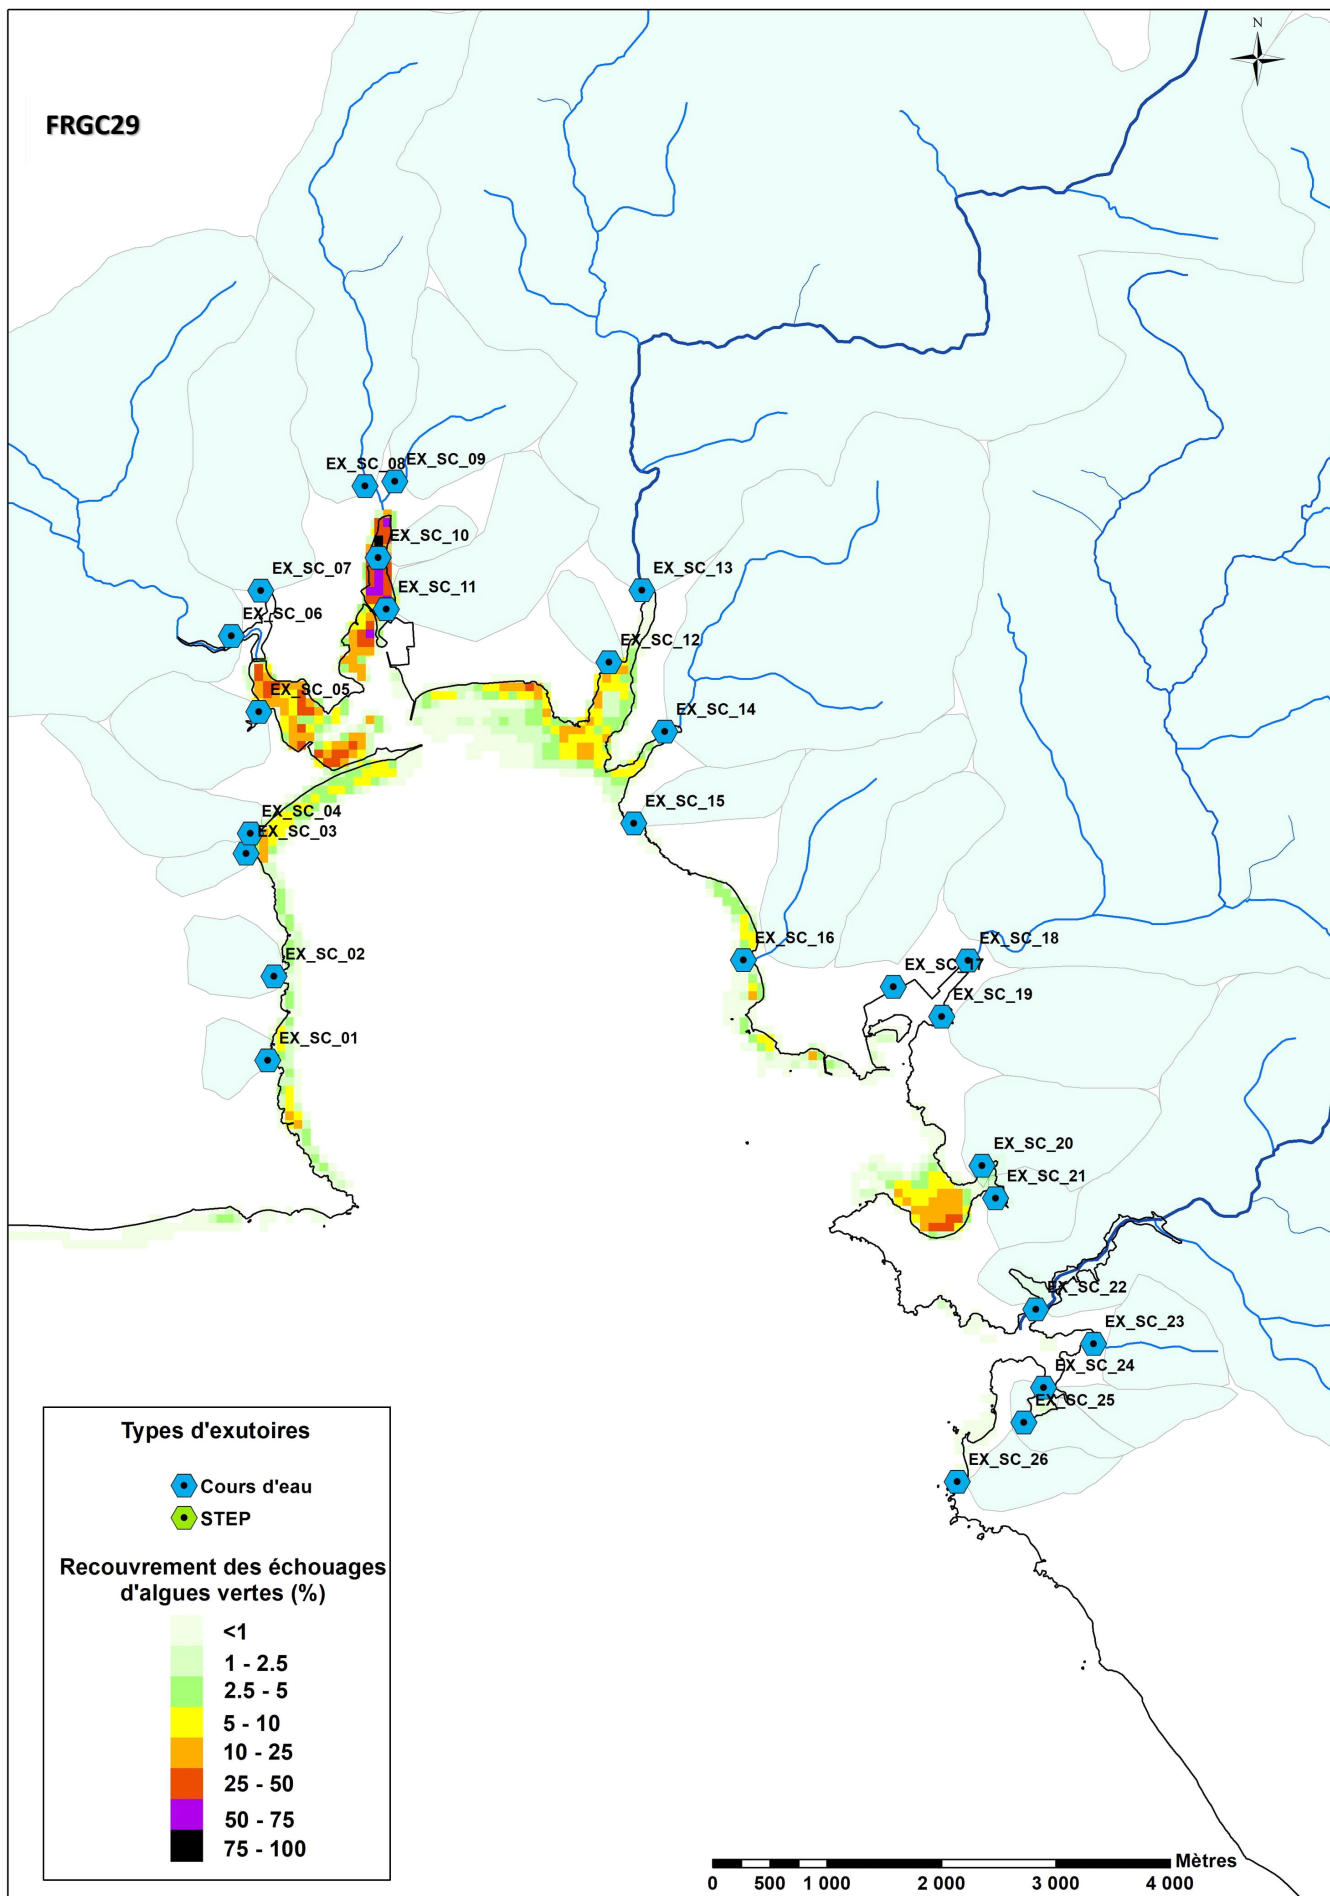 N
FRGC29
EX_SC_08
EX_SC_09
EX_SC_10
EX_SC_07
EX_SC_11
EX_SC_13
EX_SC_06
EX_SC_12
EX_SC_05
EX_SC_14
EX_SC_04
EX_SC_03
EX_SC_15
EX_SC_02
EX_SC_16
EX_SC_18
EX_SC_17
EX_SC_19
EX_SC_01
EX_SC_20
EX_SC_21
EX_SC_22
EX_SC_23
EX_SC_24
EX_SC_25
EX_SC_26
Types d'exutoires
Cours d'eau
STEP
Recouvrement des échouages
d'algues vertes (%)
<1
1 - 2.5
2.5 - 5
5 - 10
10 - 25
25 - 50
50 - 75
75 - 100
Mètres
0 500 1 000 2 000 3 000 4 000